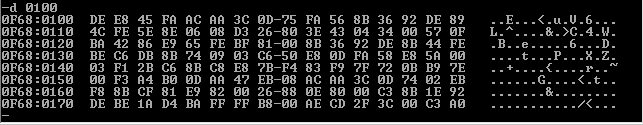 -d 0100
0F68:0100 DE E8 45 FA AC AA 3C 0D-75 FA 56 8B 36 92 DE 89 ..E...<.u.V.6...
0F68:0110 4C FE 5E 8E 06 08 D3 26-80 3E 43 04 34 00 57 0F L.^....&.>C.4.W.
0F68:0120 BA 42 86 E9 65 FE BF 81-00 8B 36 92 DE 8B 44 FE .B..e.....6...D.
0F68:0130 BE C6 DB 8B 74 09 03 C6-50 E8 0D FA 58 E8 5A 00 ....t...P...X.Z.
0F68:0140 03 F1 2B C6 8B C8 E8 7B-F4 83 F9 7F 72 0B B9 7E ..+....{....r..~
0F68:0150 00 F3 A4 B0 0D AA 47 EB-08 AC AA 3C 0D 74 02 EB ......G....<.t..
0F68:0160 F8 8B CF 81 E9 82 00 26-88 0E 80 00 C3 8B 1E 92 .......&........
0F68:0170 DE BE 1A D4 BA FF FF B8-00 AE CD 2F 3C 00 C3 A0 .........../<...
-